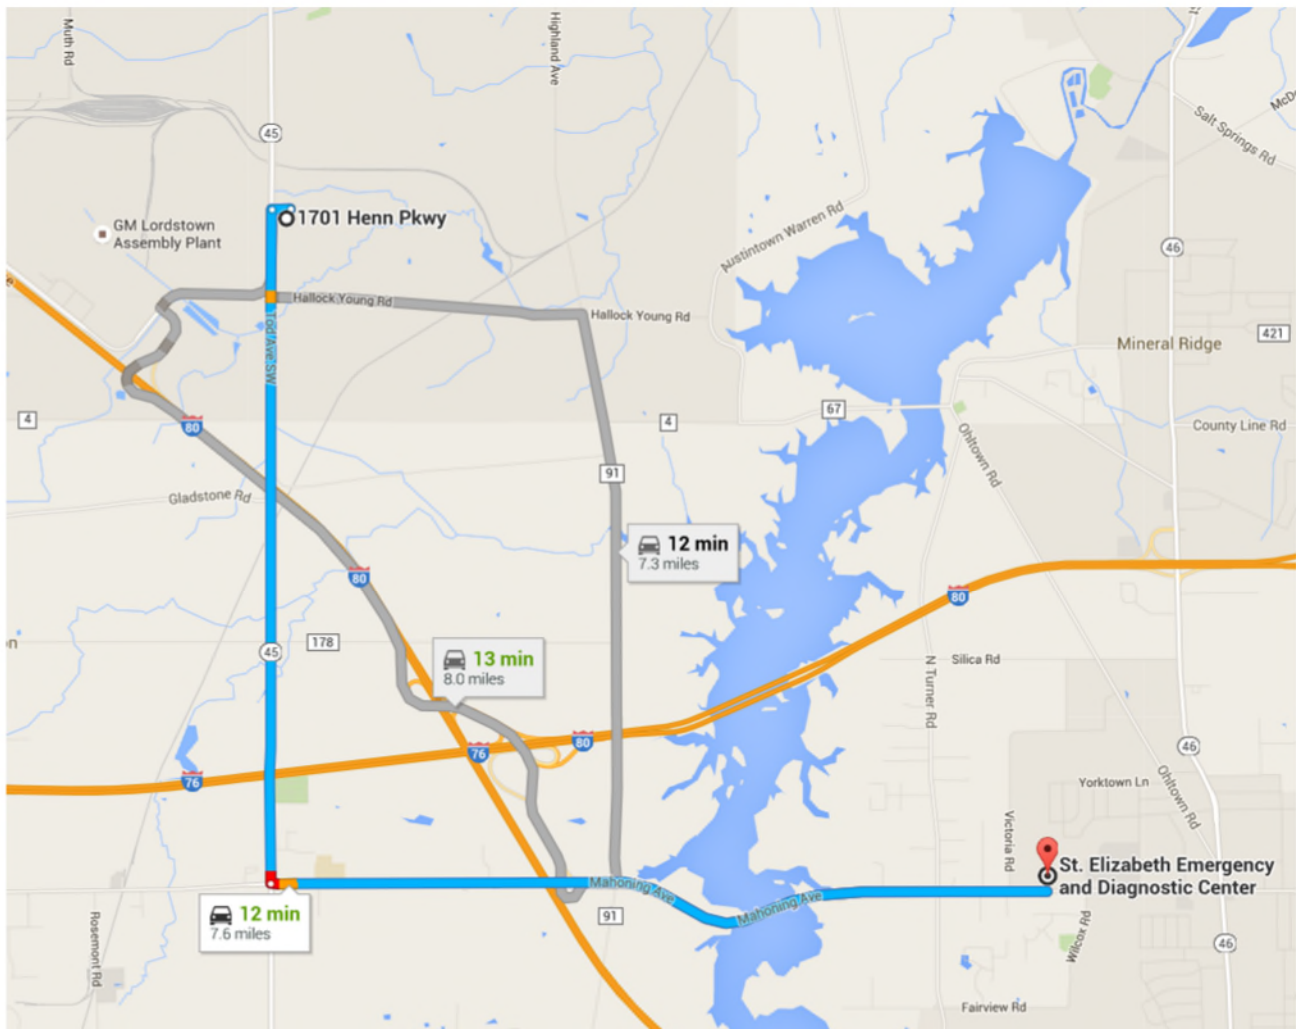 Muth Rd
Highland Ave
45
Salt Springs Rd
GM Lordstown
Assembly Plant
1701 Henn Pkwy
Austintown Warren Rd
46
Hallock Young Rd
Hallock Young Rd
Tod Ave SW
Mineral Ridge
421
4
80
67
4
County Line Rd
Ohltown Rd
91
Gladstone Rd
12 min
7.3 miles
80
80
178
45
13 min
8.0 miles
Silica Rd
N Turner Rd
76
80
76
46
Yorktown Ln
Ohltown Rd
Victoria Rd
St. Elizabeth Emergency
and Diagnostic Center
Mahoning Ave
Mahoning Ave
12 min
7.6 miles
91
Rosemont Rd
Wilcox Rd
46
Fairview Rd